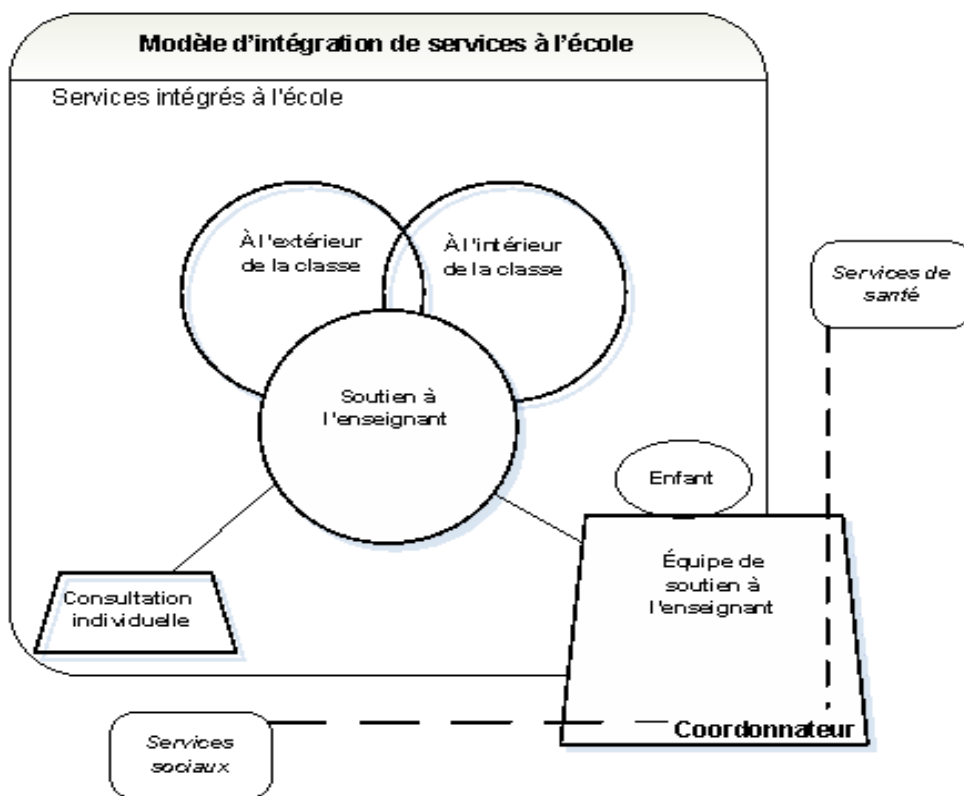 Modèle d'intégration de services à l'école
Services intégrés à l'école
À l'extérieur
de la classe
À l'intérieur
de la classe
Services de
santé
Soutien à
l'enseignant
Enfant
Équipe de
soutien à
l'enseignant
Consultation
individuelle
Coordonnateur
Services
sociaux